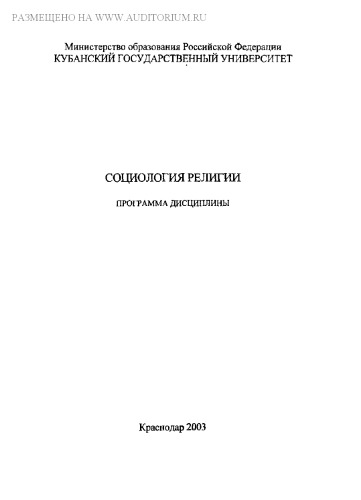 РАЗМЕЩЕНО НА WWW.AUDITORIUM.RU
Министерство образования Российской Федерации
КУБАНСКИЙ ГОСУДАРСТВЕННЫЙ УНИВЕРСИТЕТ
СОЦИОЛОГИЯ РЕЛИГИИ
ПРОГРАММА ДИСЦИПЛИНЫ
Краснодар 2003